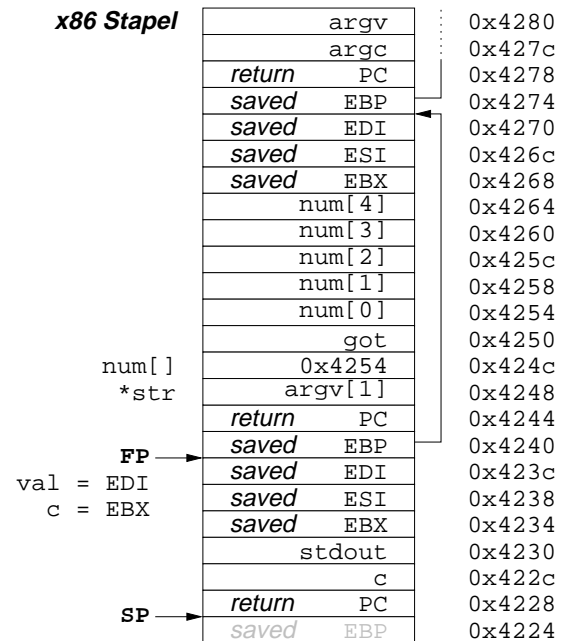 x86 Stapel argv 0x4280
argc 0x427c
return PC 0x4278
saved EBP 0x4274
saved EDI 0x4270
saved ESI 0x426c
saved EBX 0x4268
num[4] 0x4264
num[3] 0x4260
num[2] 0x425c
num[1] 0x4258
num[0] 0x4254
got 0x4250
num[] 0x4254 0x424c
*str argv[1] 0x4248
return PC 0x4244
saved EBP 0x4240
FP
val = EDI saved EDI 0x423c
c = EBX saved ESI 0x4238
saved EBX 0x4234
stdout 0x4230
c 0x422c
return PC 0x4228
SP
saved EBP 0x4224